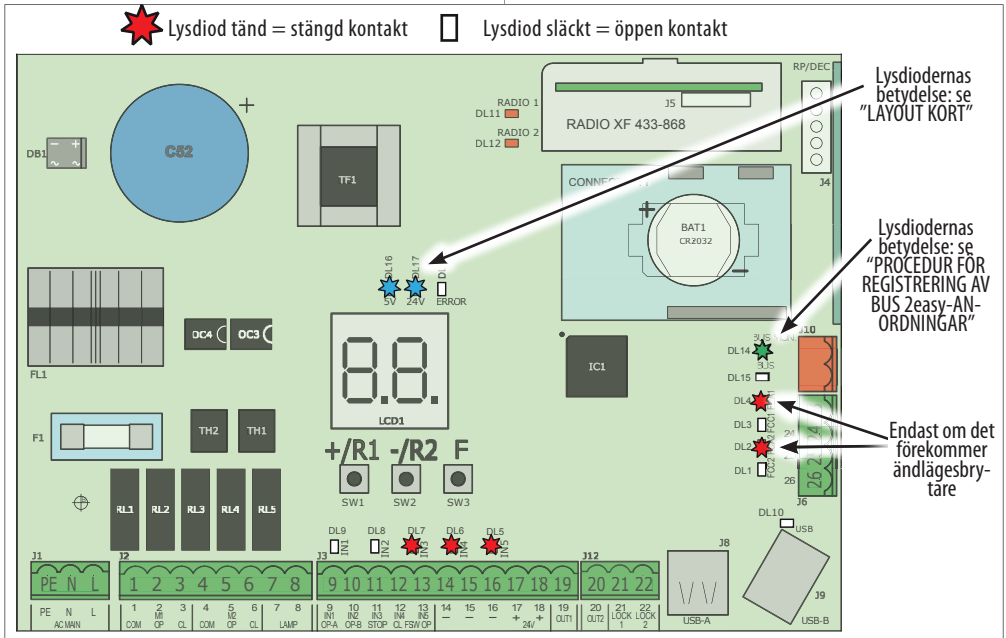 Lysdiod tänd = stängd kontakt
Lysdiod släckt = öppen kontakt
RP/DEC
Lysdiodernas
betydelse: se
"LAYOUT KORT"
RADIO 1
DL11
RADIO 2
DL12
J5
RADIO XF 433-868
DB1
C52
TF1
J4
BAT1
CR2032
Lysdiodernas
betydelse: se
"PROCEDUR FÖR
REGISTRERING AV
BUS 2easy-AN-
ORDNINGAR"
DL16
DL17
5V
24V
ERROR
8.8.
LCD1
OC4
OC3
FL1
IC1
J10
DL14
BUS
DL15
DL4
DL3
FCC1
DL2
DL1
FCC2
24
26
24
26
J6
Endast om det
förekommer
ändlägesbry-
tare
F1
TH2
TH1
+/R1 -/R2 F
SW1
SW2
SW3
RL1
RL2
RL3
RL4
RL5
DL9
IN1
DL8
IN2
DL7
IN3
DL6
IN4
DL5
IN5
DL10
USB
J1
J2
J3
J12
J8
J9
PE N L
1 2 3 4 5 6 7 8
9 10 11 12 13 14 15 16 17 18 19
20 21 22
PE N L
AC MAIN
1 2 3 4 5 6 7 8
COM M1 OP CL COM M2 OP CL LAMP
9 10 11 12 13 14 15 16 17 18 19 20 21 22
IN1 IN2 IN3 IN4 IN5 – – – + + OUT1 OUT2 LOCK 1 LOCK 2
OP-A OP-B STOP CL FSW OP 24V
USB-A
USB-B